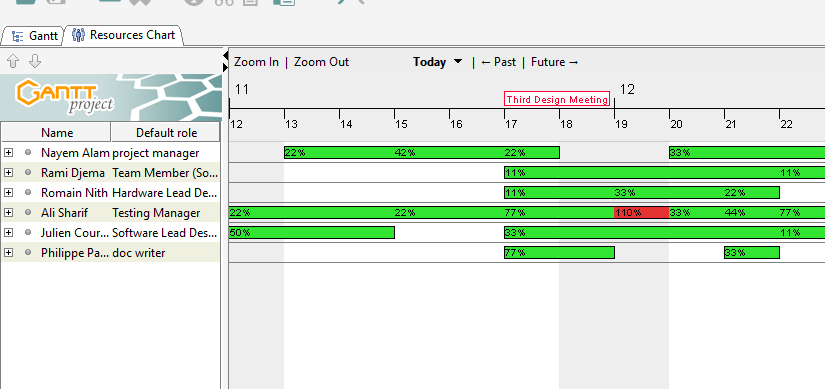 Gantt Resources Chart
Zoom In | Zoom Out Today | ← Past | Future →
GANTT project
11 Third Design Meeting 12
Name Default role 12 13 14 15 16 17 18 19 20 21 22
Nayem Alam project manager 22% 42% 22% 33%
Rami Djema Team Member (So... 11% 11%
Romain Nith Hardware Lead De... 11% 33% 22%
Ali Sharif Testing Manager 22% 22% 77% 110% 33% 44% 77%
Julien Cour... Software Lead Des... 50% 33% 11%
Philippe Pa... doc writer 77% 33%